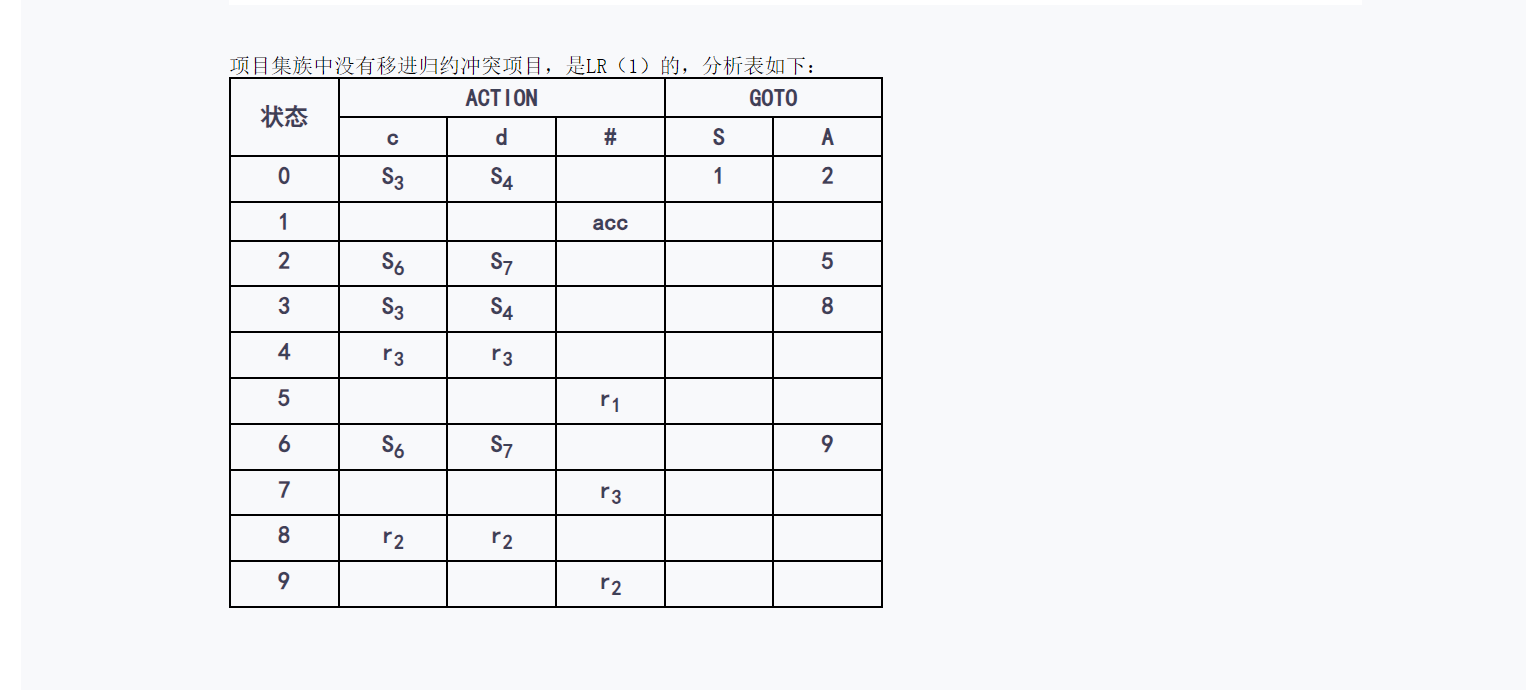 项目集族中没有移进归约冲突项目，是LR（1）的，分析表如下：
状态 ACTION GOTO
c d # S A
0 S3 S4 1 2
1 acc
2 S6 S7 5
3 S3 S4 8
4 r3 r3
5 r1
6 S6 S7 9
7 r3
8 r2 r2
9 r2